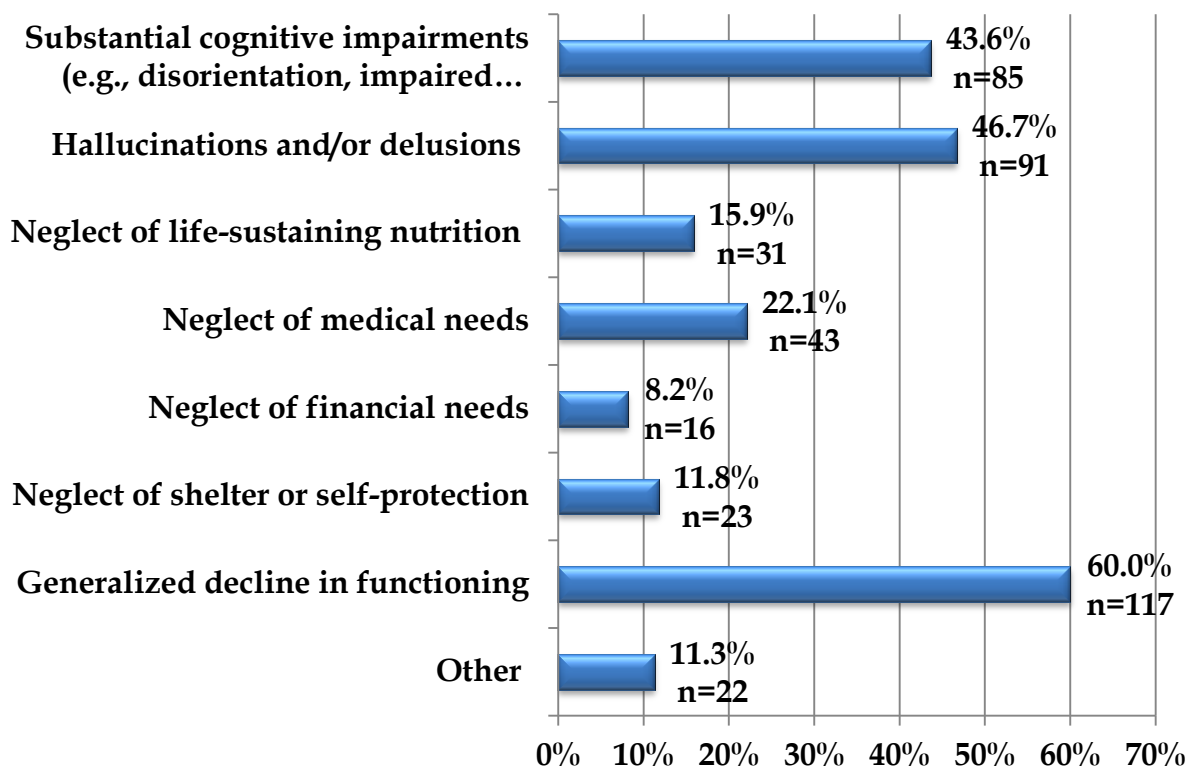 Substantial cognitive impairments
(e.g., disorientation, impaired…
43.6%
n=85
Hallucinations and/or delusions
46.7%
n=91
Neglect of life-sustaining nutrition
15.9%
n=31
Neglect of medical needs
22.1%
n=43
Neglect of financial needs
8.2%
n=16
Neglect of shelter or self-protection
11.8%
n=23
Generalized decline in functioning
60.0%
n=117
Other
11.3%
n=22
0% 10% 20% 30% 40% 50% 60% 70%